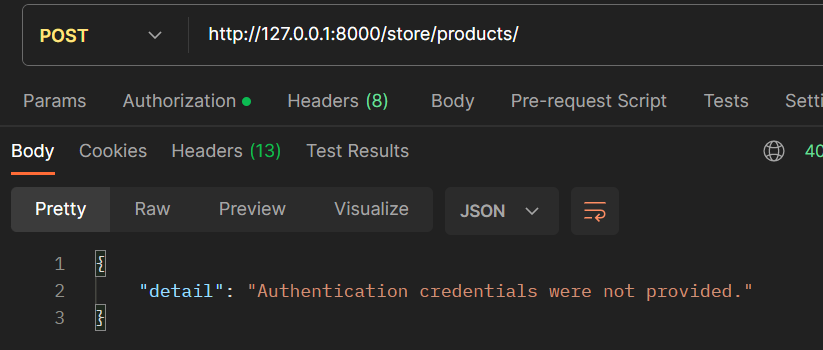 POST http://127.0.0.1:8000/store/products/
Params Authorization Headers (8) Body Pre-request Script Tests Setti
Body Cookies Headers (13) Test Results 40
Pretty Raw Preview Visualize JSON
1 {
2 "detail": "Authentication credentials were not provided."
3 }